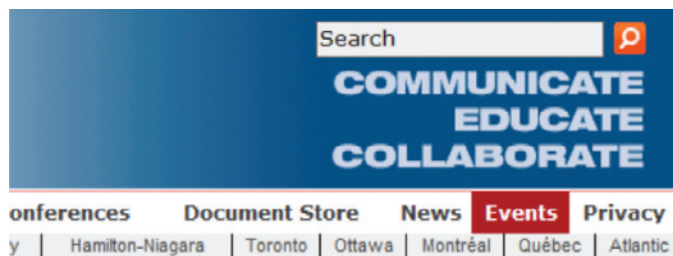 Search
COMMUNICATE
EDUCATE
COLLABORATE
onferences Document Store News Events Privacy
y | Hamilton-Niagara | Toronto | Ottawa | Montréal | Québec | Atlantic